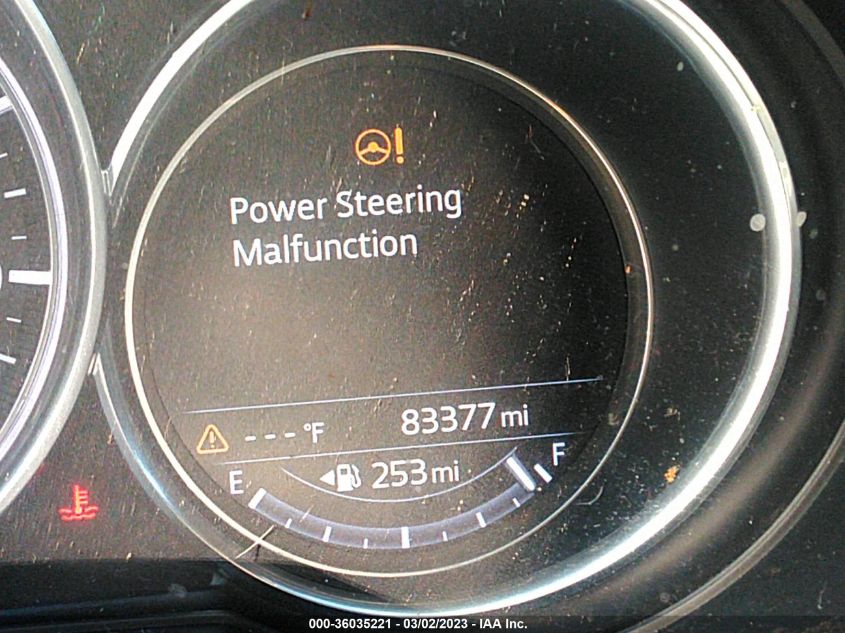 Power Steering
Malfunction
---°F 83377 mi
E 253 mi F
000-36035221 - 03/02/2023 - IAA Inc.